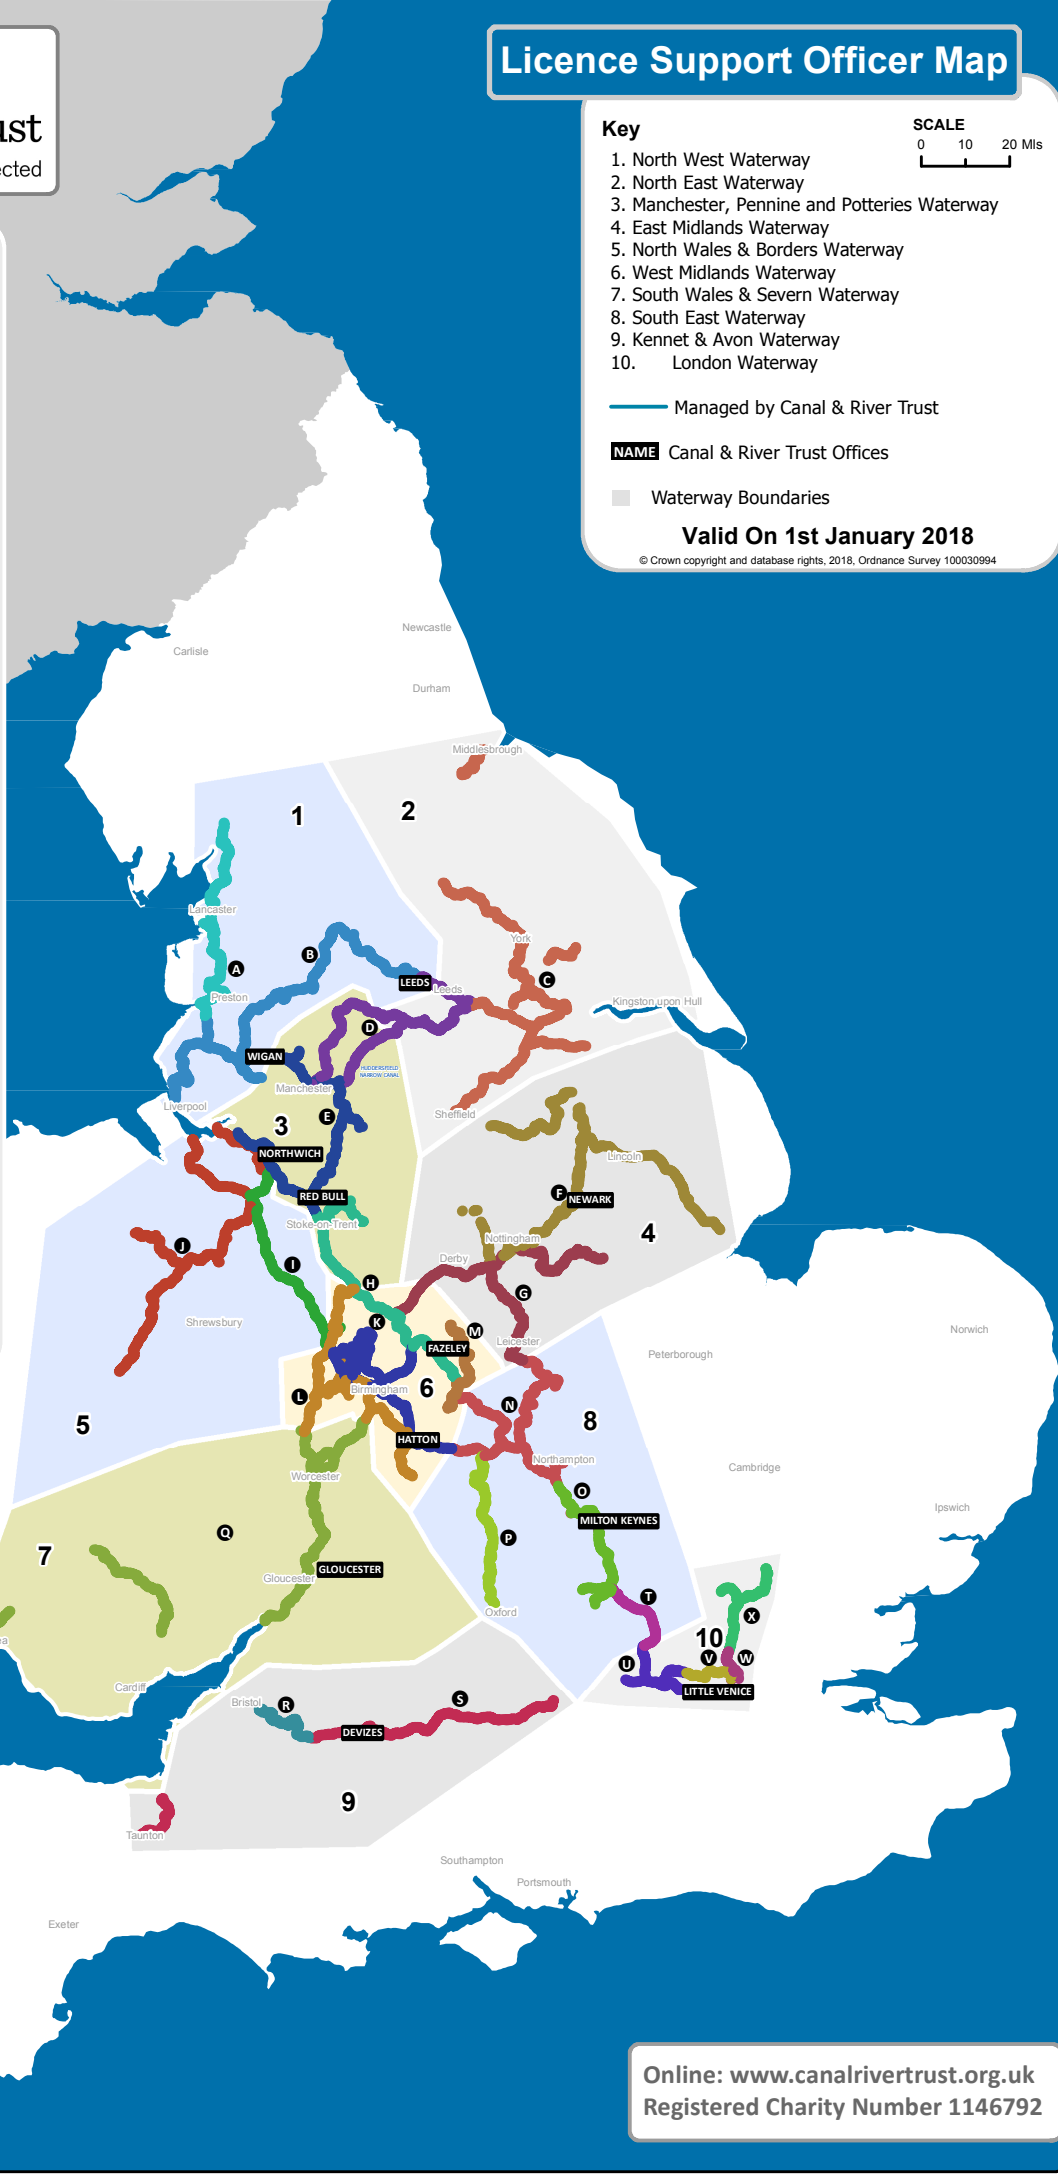 ust
ected
Licence Support Officer Map
Key
SCALE
0 10 20 Mls
1. North West Waterway
2. North East Waterway
3. Manchester, Pennine and Potteries Waterway
4. East Midlands Waterway
5. North Wales & Borders Waterway
6. West Midlands Waterway
7. South Wales & Severn Waterway
8. South East Waterway
9. Kennet & Avon Waterway
10. London Waterway
Managed by Canal & River Trust
NAME Canal & River Trust Offices
Waterway Boundaries
Valid On 1st January 2018
© Crown copyright and database rights, 2018, Ordnance Survey 100030994
Newcastle
Carlisle
Durham
Middlesbrough
1
2
Lancaster
York
B
A
C
LEEDS
Leeds
Preston
Kingston upon Hull
D
WIGAN
HUDDERSFIELD
NARROW CANAL
Manchester
Liverpool
Sheffield
E
3
NORTHWICH
Lincoln
RED BULL
F
NEWARK
Stoke-on-Trent
4
Nottingham
J
Derby
I
H
G
Shrewsbury
K
M
Norwich
Leicester
FAZELEY
Peterborough
Birmingham
6
L
N
5
8
HATTON
Northampton
Cambridge
Worcester
O
Ipswich
MILTON KEYNES
Q
P
7
GLOUCESTER
Gloucester
T
Oxford
X
10
ea
V
W
U
Cardiff
LITTLE VENICE
Bristol
R
S
DEVIZES
9
Taunton
Southampton
Portsmouth
Exeter
Online: www.canalrivertrust.org.uk
Registered Charity Number 1146792